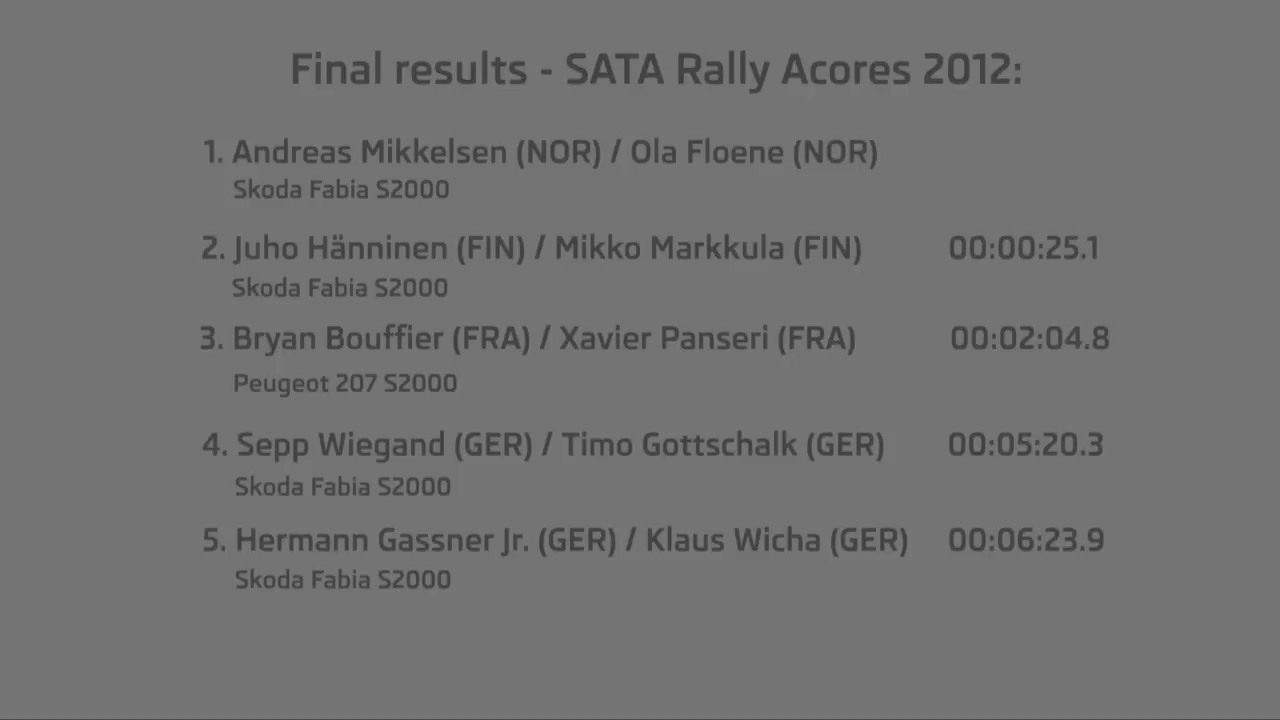 Final results - SATA Rally Acores 2012:
1. Andreas Mikkelsen (NOR) / Ola Floene (NOR)
Skoda Fabia S2000
2. Juho Hänninen (FIN) / Mikko Markkula (FIN) 00:00:25.1
Skoda Fabia S2000
3. Bryan Bouffier (FRA) / Xavier Panseri (FRA) 00:02:04.8
Peugeot 207 S2000
4. Sepp Wiegand (GER) / Timo Gottschalk (GER) 00:05:20.3
Skoda Fabia S2000
5. Hermann Gassner Jr. (GER) / Klaus Wicha (GER) 00:06:23.9
Skoda Fabia S2000